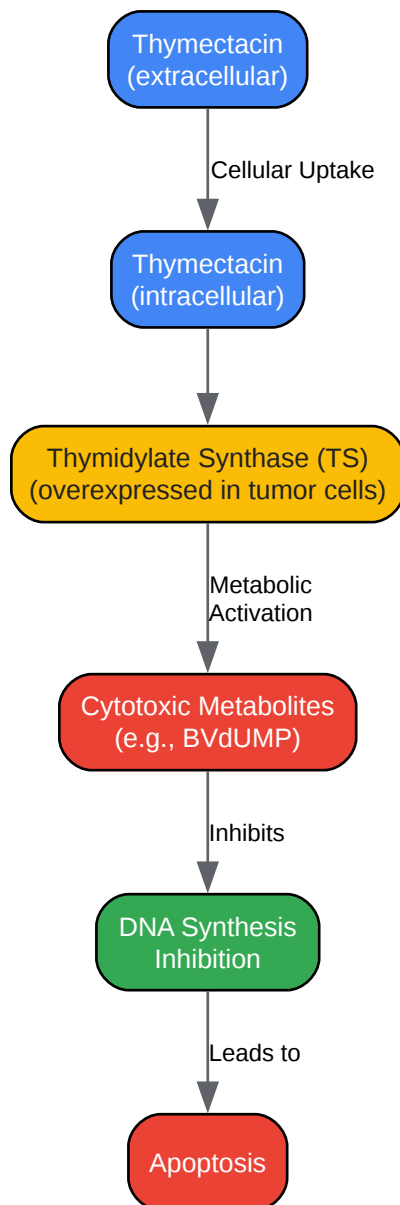 Thymectacin
(extracellular)
Cellular Uptake
Thymectacin
(intracellular)
Thymidylate Synthase (TS)
(overexpressed in tumor cells)
Metabolic
Activation
Cytotoxic Metabolites
(e.g., BVdUMP)
Inhibits
DNA Synthesis
Inhibition
Leads to
Apoptosis